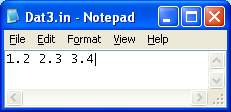 Dat3.in - Notepad
File Edit Format View Help
1.2 2.3 3.4